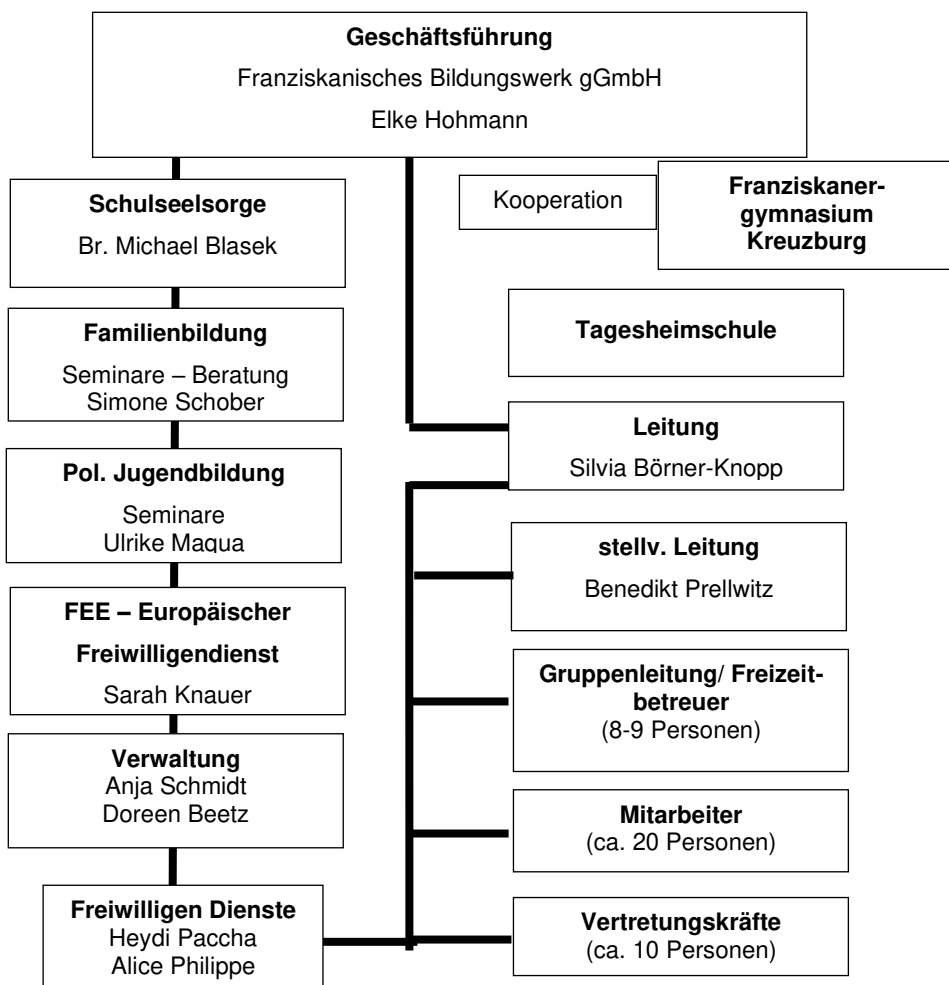 Geschäftsführung
Franziskanisches Bildungswerk gGmbH
Elke Hohmann
Schulseelsorge
Br. Michael Blasek
Familienbildung
Seminare – Beratung
Simone Schober
Pol. Jugendbildung
Seminare
Ulrike Maqua
FEE – Europäischer
Freiwilligendienst
Sarah Knauer
Verwaltung
Anja Schmidt
Doreen Beetz
Freiwilligen Dienste
Heydi Paccha
Alice Philippe
Kooperation
Franziskaner-
gymnasium
Kreuzburg
Tagesheimschule
Leitung
Silvia Börner-Knopp
stellv. Leitung
Benedikt Prellwitz
Gruppenleitung/ Freizeit-
betreuer
(8-9 Personen)
Mitarbeiter
(ca. 20 Personen)
Vertretungskräfte
(ca. 10 Personen)